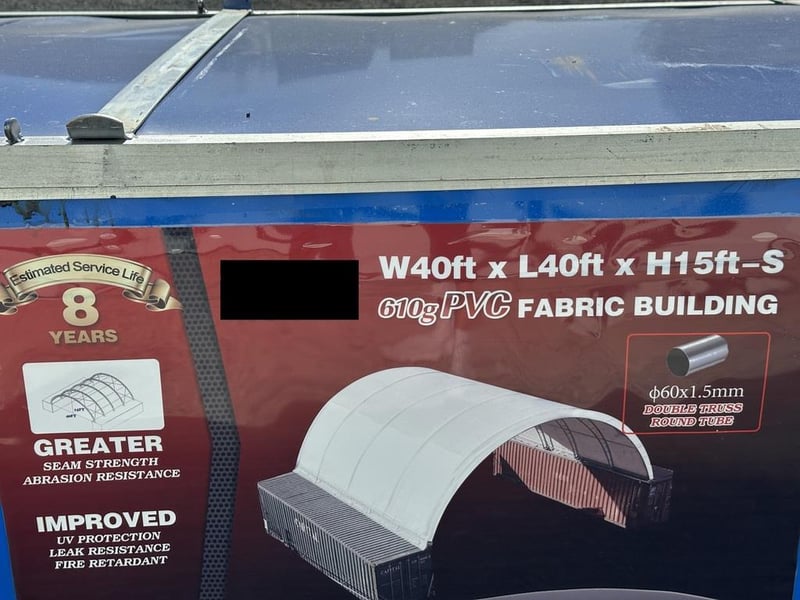 Estimated Service Life
8
YEARS
GREATER
SEAM STRENGTH
ABRASION RESISTANCE
IMPROVED
UV PROTECTION
LEAK RESISTANCE
FIRE RETARDANT
W40ft x L40ft x H15ft-S
610g PVC FABRIC BUILDING
ϕ60x1.5mm
DOUBLE TRUSS
ROUND TUBE
CAPITAL